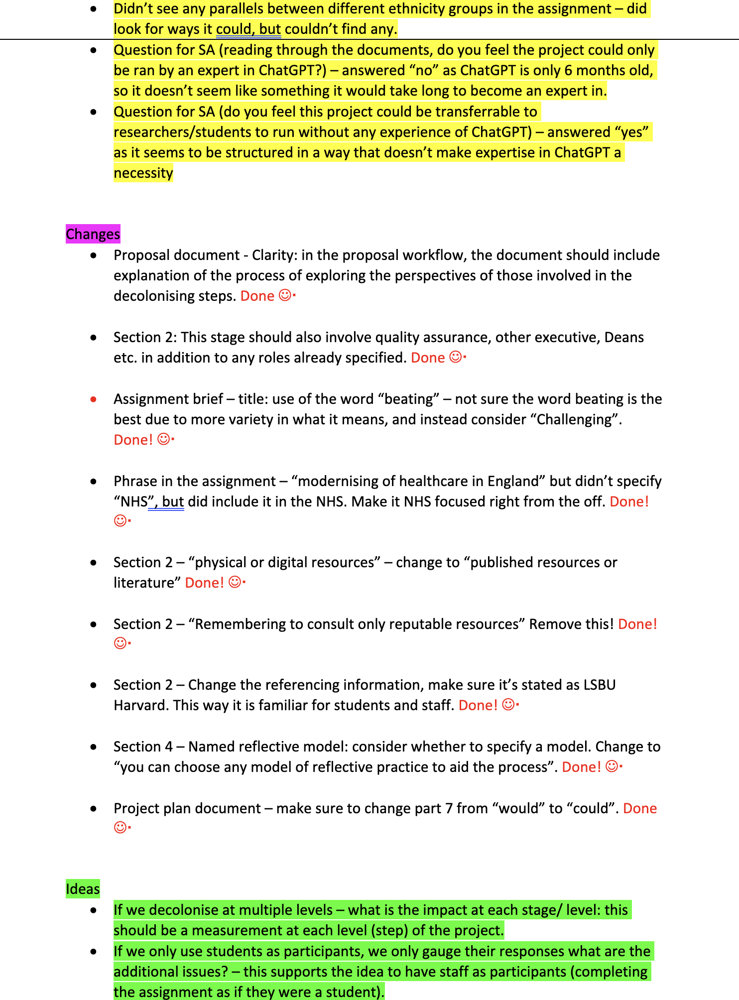 • Didn’t see any parallels between different ethnicity groups in the assignment – did
look for ways it could, but couldn’t find any.
• Question for SA (reading through the documents, do you feel the project could only
be ran by an expert in ChatGPT?) – answered “no” as ChatGPT is only 6 months old,
so it doesn’t seem like something it would take long to become an expert in.
• Question for SA (do you feel this project could be transferrable to
researchers/students to run without any experience of ChatGPT) – answered “yes”
as it seems to be structured in a way that doesn’t make expertise in ChatGPT a
necessity
Changes
• Proposal document - Clarity: in the proposal workflow, the document should include
explanation of the process of exploring the perspectives of those involved in the
decolonising steps. Done ☺
• Section 2: This stage should also involve quality assurance, other executive, Deans
etc. in addition to any roles already specified. Done ☺
• Assignment brief – title: use of the word “beating” – not sure the word beating is the
best due to more variety in what it means, and instead consider “Challenging”.
Done! ☺
• Phrase in the assignment – “modernising of healthcare in England” but didn’t specify
“NHS”, but did include it in the NHS. Make it NHS focused right from the off. Done!
☺
• Section 2 – “physical or digital resources” – change to “published resources or
literature” Done! ☺
• Section 2 – “Remembering to consult only reputable resources” Remove this! Done!
☺
• Section 2 – Change the referencing information, make sure it’s stated as LSBU
Harvard. This way it is familiar for students and staff. Done! ☺
• Section 4 – Named reflective model: consider whether to specify a model. Change to
“you can choose any model of reflective practice to aid the process”. Done! ☺
• Project plan document – make sure to change part 7 from “would” to “could”. Done
☺
Ideas
• If we decolonise at multiple levels – what is the impact at each stage/ level: this
should be a measurement at each level (step) of the project.
• If we only use students as participants, we only gauge their responses what are the
additional issues? – this supports the idea to have staff as participants (completing
the assignment as if they were a student).